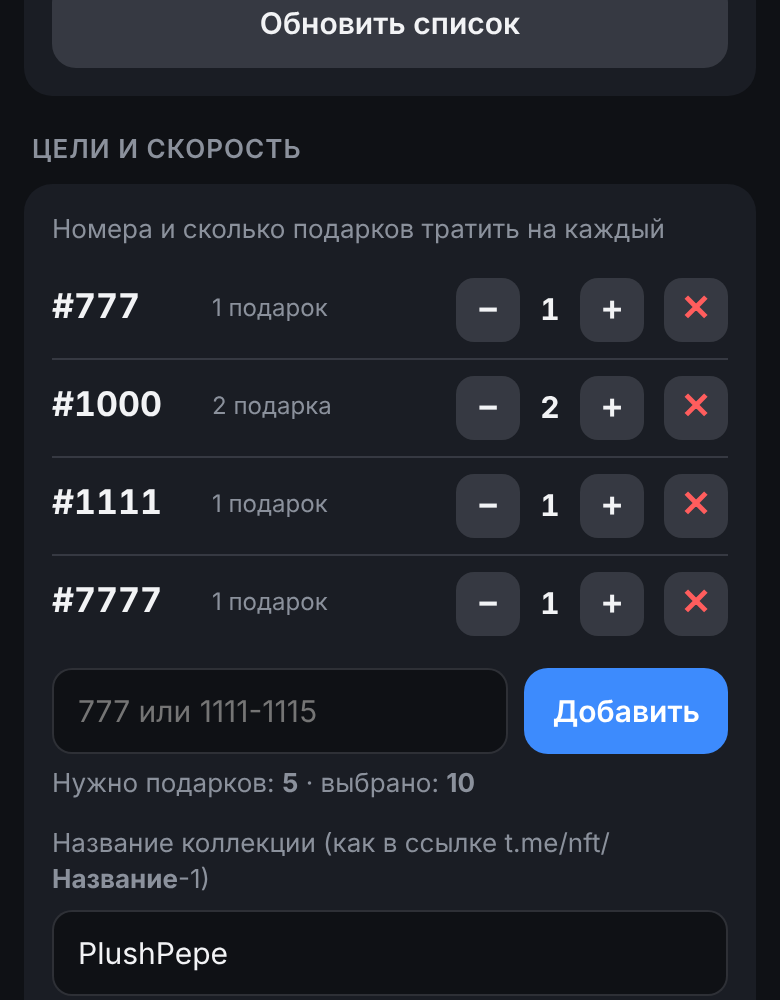 Обновить список
ЦЕЛИ И СКОРОСТЬ
Номера и сколько подарков тратить на каждый
#777 1 подарок − 1 + ✕
#1000 2 подарка − 2 + ✕
#1111 1 подарок − 1 + ✕
#7777 1 подарок − 1 + ✕
777 или 1111-1115 Добавить
Нужно подарков: 5 · выбрано: 10
Название коллекции (как в ссылке t.me/nft/
Название-1)
PlushPepe